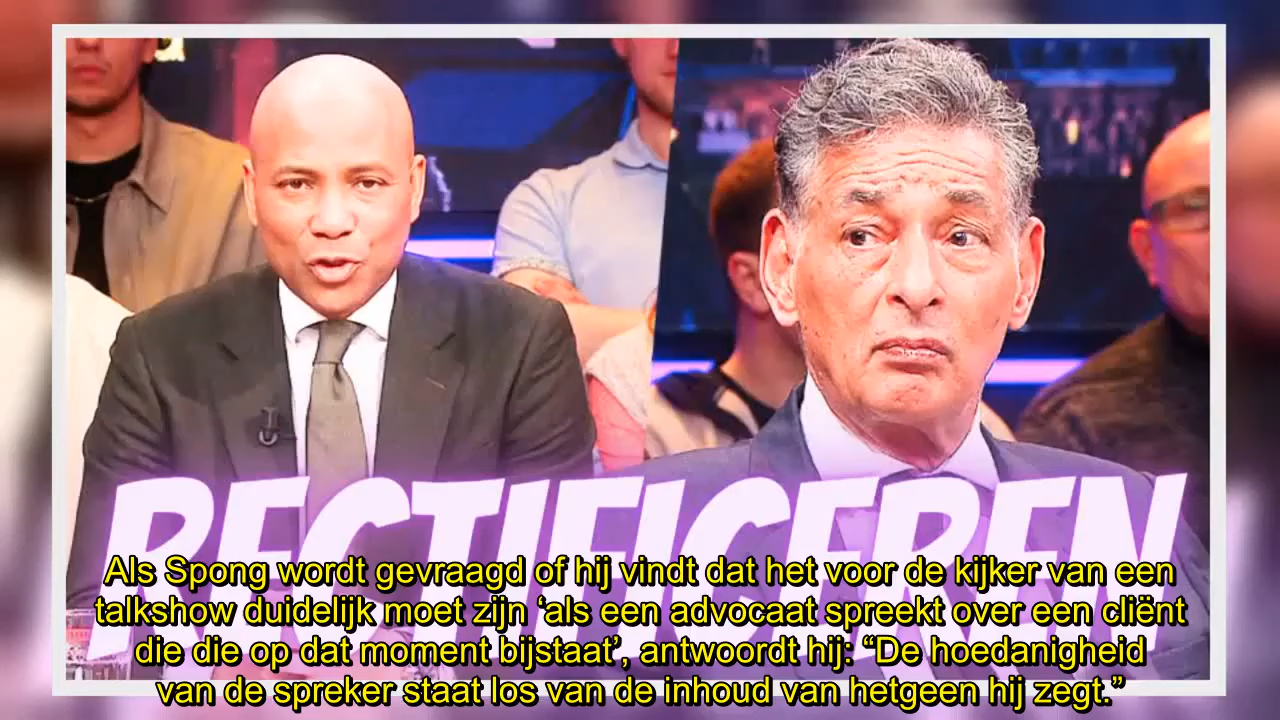 RECTIFICEREN
Als Spong wordt gevraagd of hij vindt dat het voor de kijker van een
talkshow duidelijk moet zijn ‘als een advocaat spreekt over een cliënt
die die op dat moment bijstaat’, antwoordt hij: “De hoedanigheid
van de spreker staat los van de inhoud van hetgeen hij zegt.”